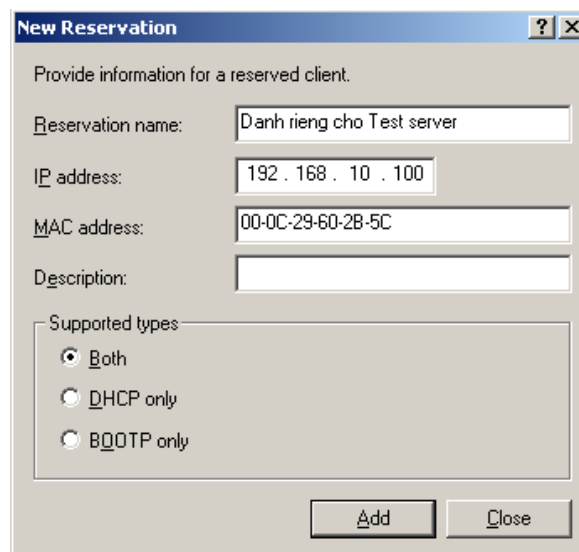 New Reservation
Provide information for a reserved client.
Reservation name: Danh rieng cho Test server
IP address: 192 . 168 . 10 . 100
MAC address: 00-0C-29-60-2B-5C
Description:
Supported types
Both
DHCP only
BOOTP only
Add Close